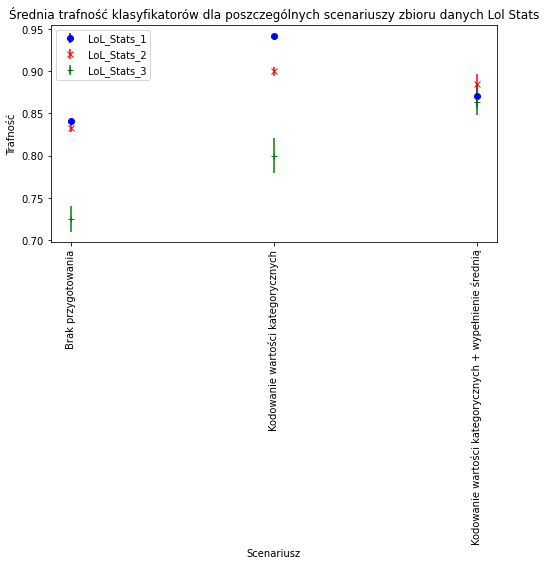 Średnia trafność klasyfikatorów dla poszczególnych scenariuszy zbioru danych Lol Stats
LoL_Stats_1
LoL_Stats_2
LoL_Stats_3
Trafność
0.95
0.90
0.85
0.80
0.75
0.70
Brak przygotowania
Kodowanie wartości kategorycznych
Kodowanie wartości kategorycznych + wypełnienie średnią
Scenariusz